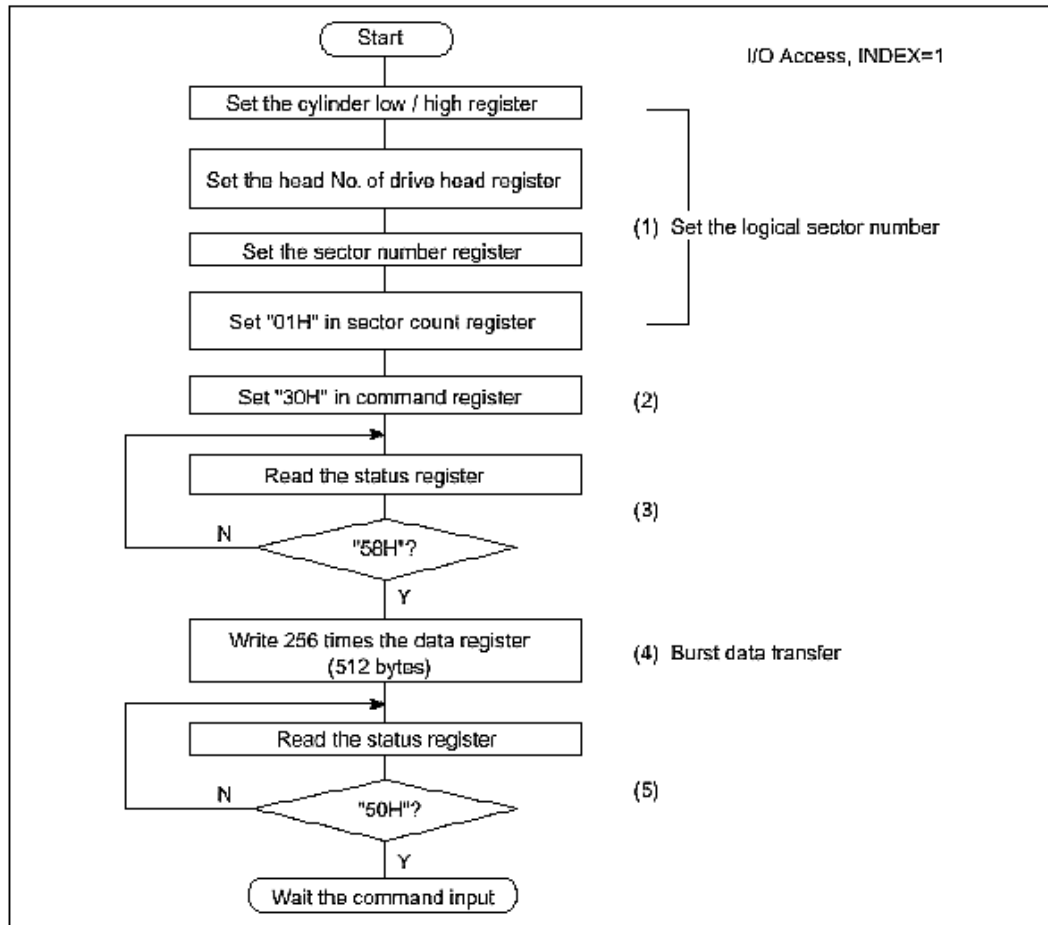 Start
I/O Access, INDEX=1
Set the cylinder low / high register
Set the head No. of drive head register
(1) Set the logical sector number
Set the sector number register
Set "01H" in sector count register
Set "30H" in command register
(2)
Read the status register
(3)
N
"58H"?
Y
Write 256 times the data register
(512 bytes)
(4) Burst data transfer
Read the status register
N
"50H"?
(5)
Y
Wait the command input